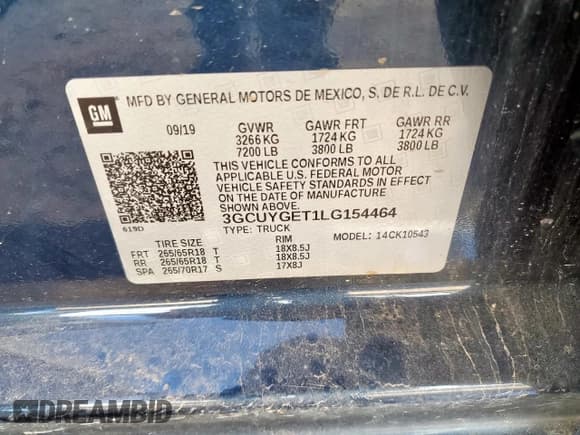 GM
MFD BY GENERAL MOTORS DE MEXICO, S. DE R.L. DE C.V.
09/19 GVWR GAWR FRT GAWR RR
3266 KG 1724 KG 1724 KG
7200 LB 3800 LB 3800 LB
THIS VEHICLE CONFORMS TO ALL
APPLICABLE U.S. FEDERAL MOTOR
VEHICLE SAFETY STANDARDS IN EFFECT
ON THE DATE OF MANUFACTURE
SHOWN ABOVE.
3GCUYGET1LG154464
619D TYPE: TRUCK MODEL: 14CK10543
TIRE SIZE RIM
FRT 265/65R18 T 18X8.5J
RR 265/65R18 T 18X8.5J
SPA 265/70R17 S 17X8J
DREAMBID